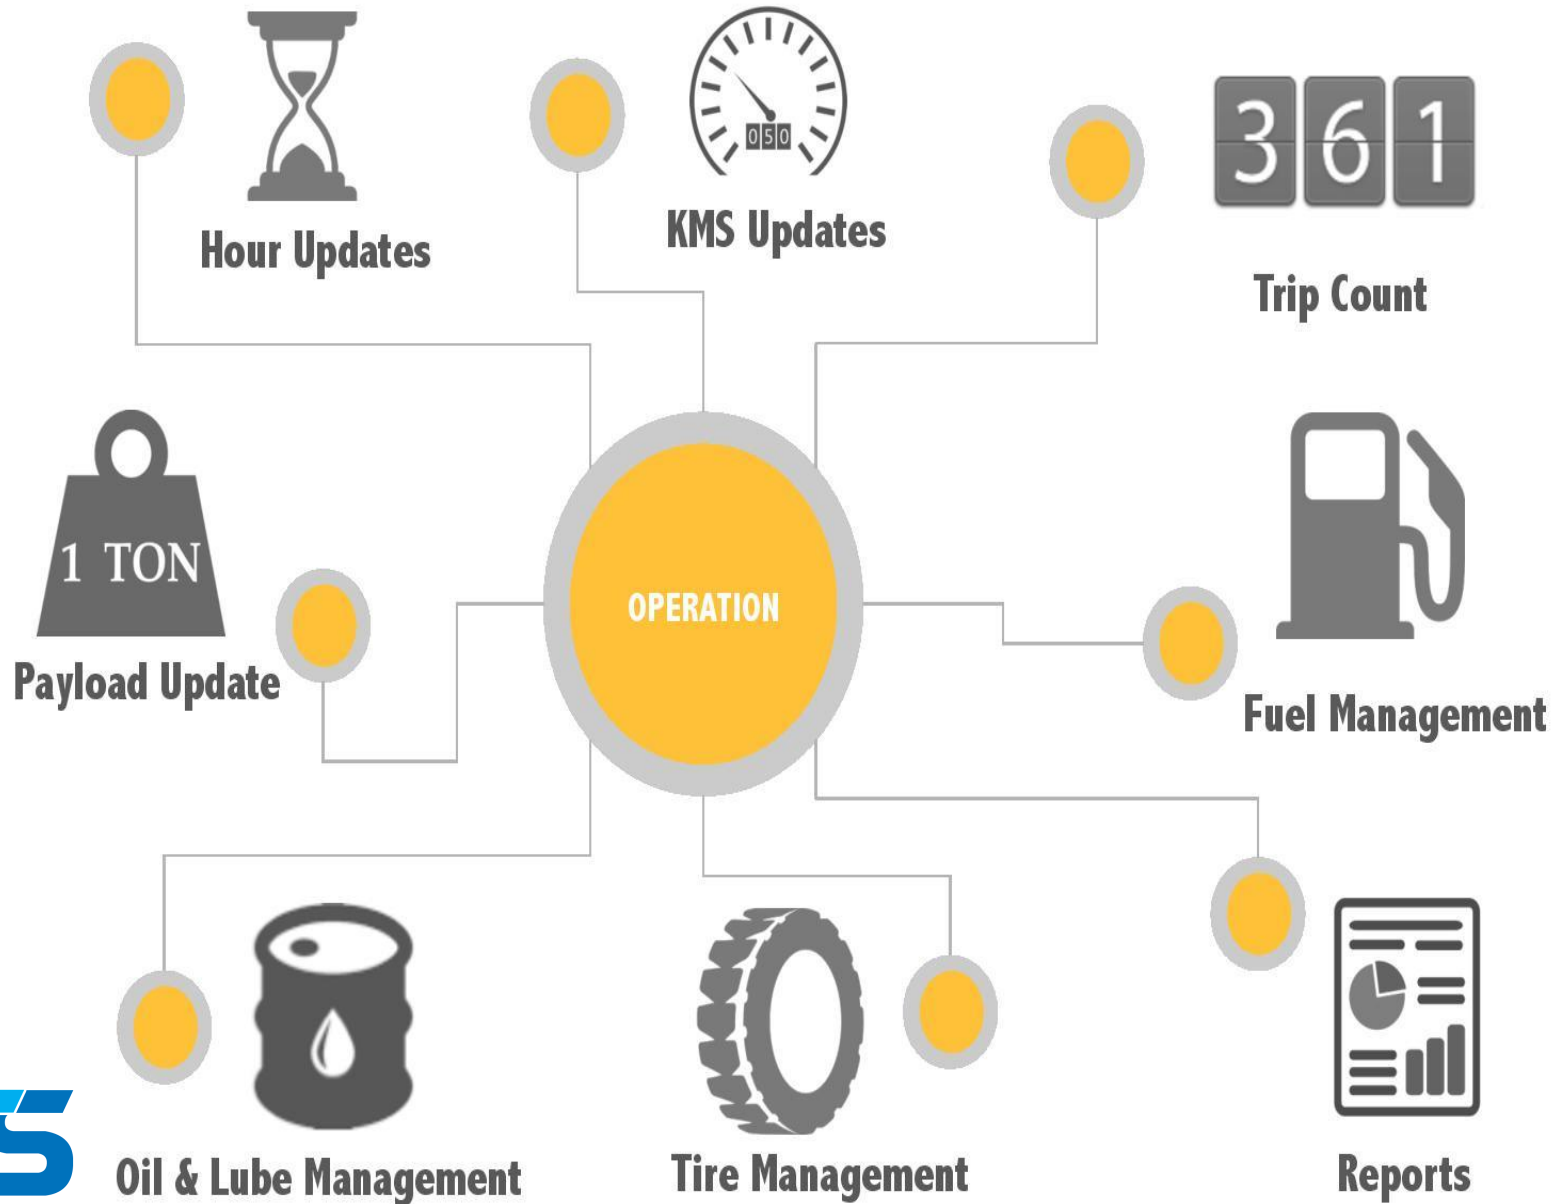 050
361
KMS Updates
Hour Updates
Trip Count
1 TON
OPERATION
Payload Update
Fuel Management
Oil & Lube Management
Tire Management
Reports
S